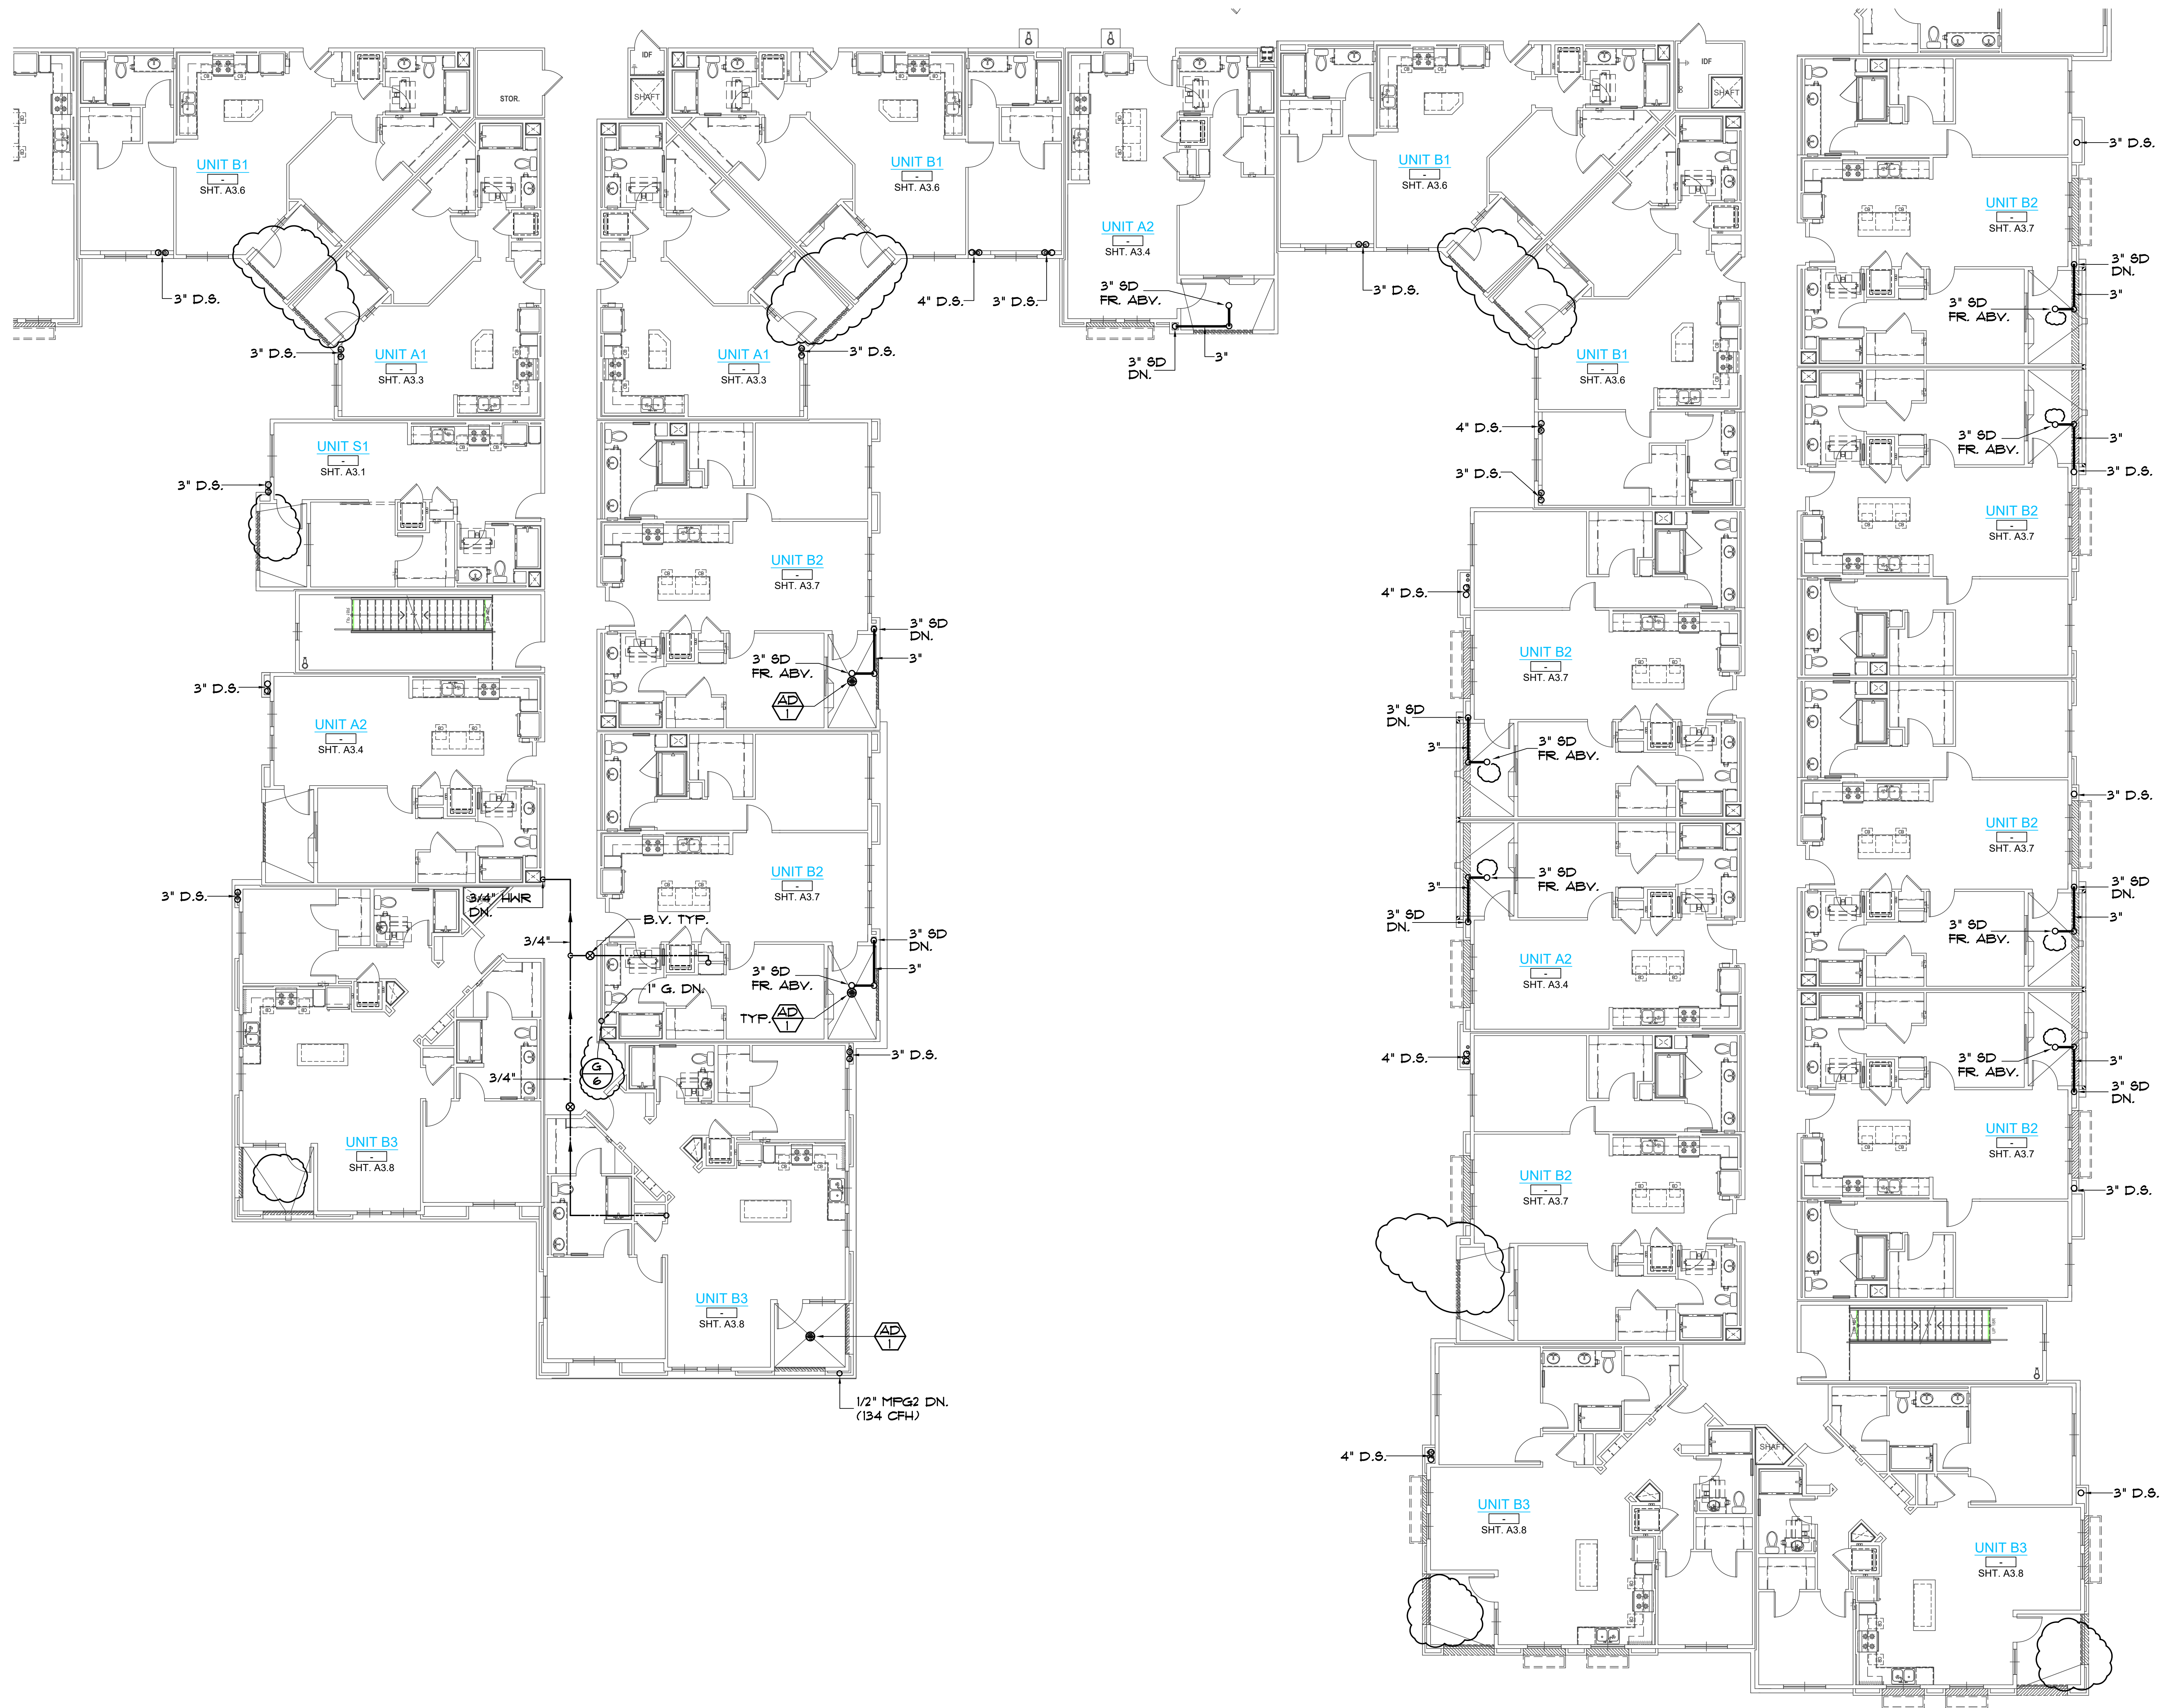 IDF
SHAFT
STOR.
IDF
SHAFT
UNIT B1
-
SHT. A3.6
UNIT B1
-
SHT. A3.6
UNIT B1
-
SHT. A3.6
3" D.S.
UNIT B2
-
SHT. A3.7
UNIT A2
-
SHT. A3.4
3" SD
DN.
3"
3" SD
FR. ABV.
3" D.S.
4" D.S.
3" D.S.
3" SD
FR. ABV.
3" D.S.
3" D.S.
UNIT A1
-
SHT. A3.3
UNIT A1
-
SHT. A3.3
3" D.S.
3" SD
DN.
3"
UNIT B1
-
SHT. A3.6
UNIT S1
-
SHT. A3.1
3" D.S.
4" D.S.
3" D.S.
3" SD
FR. ABV.
3"
3" D.S.
UNIT B2
-
SHT. A3.7
UNIT B2
-
SHT. A3.7
4" D.S.
3" SD
DN.
3"
3" SD
FR. ABV.
AD
1
UNIT B2
-
SHT. A3.7
3" D.S.
UNIT A2
-
SHT. A3.4
3" SD
DN.
3"
3" SD
FR. ABV.
3" D.S.
UNIT B2
-
SHT. A3.7
3" D.S.
3/4" HWR
DN.
UNIT B2
-
SHT. A3.7
3"
3" SD
FR. ABV.
3" SD
DN.
3" SD
DN.
3"
3" SD
FR. ABV.
B.V. TYP.
3/4"
3" SD
DN.
3"
3" SD
FR. ABV.
1" G. DN.
TYP.
AD
1
UNIT A2
-
SHT. A3.4
3" D.S.
G
6
3/4"
4" D.S.
3" SD
FR. ABV.
3"
3" SD
DN.
UNIT B3
-
SHT. A3.8
UNIT B2
-
SHT. A3.7
UNIT B2
-
SHT. A3.7
3" D.S.
UNIT B3
-
SHT. A3.8
AD
1
1/2" MPG2 DN.
(134 CFH)
4" D.S.
SHAFT
3" D.S.
UNIT B3
-
SHT. A3.8
UNIT B3
-
SHT. A3.8